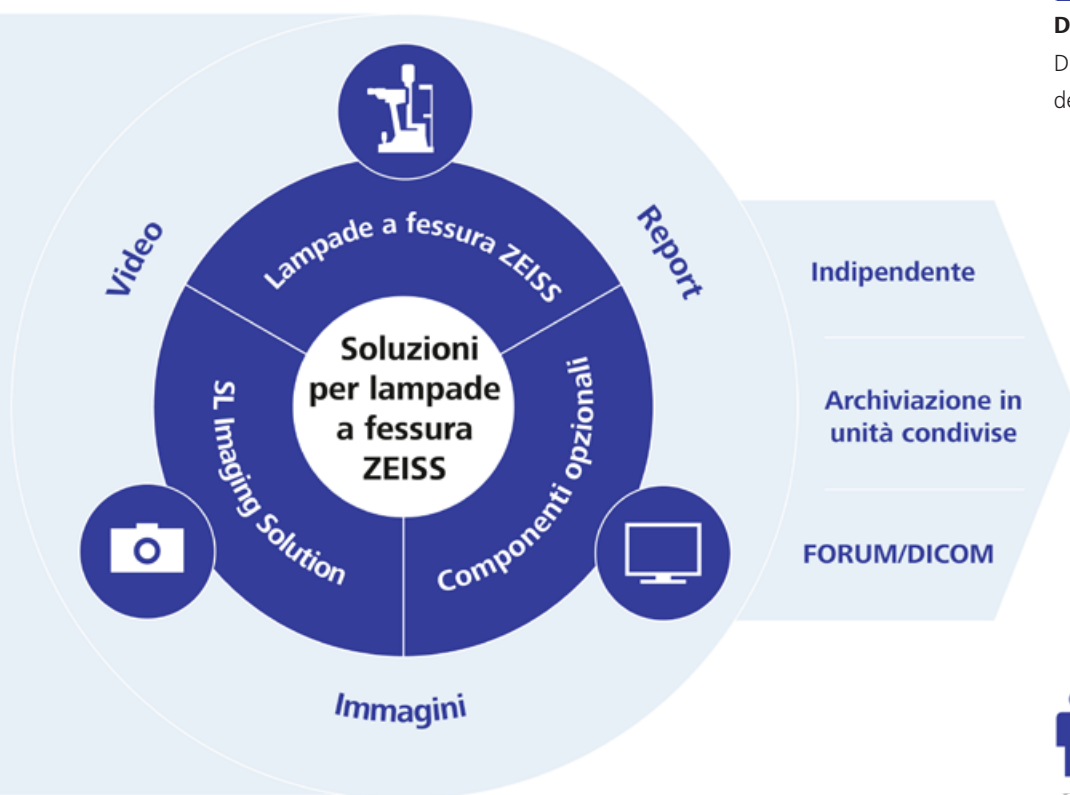 Lampade a fessura ZEISS
Video
Report
Soluzioni
per lampade
a fessura
ZEISS
SL Imaging Solution
Componenti opzionali
Immagini
Indipendente
Archiviazione in
unità condivise
FORUM/DICOM